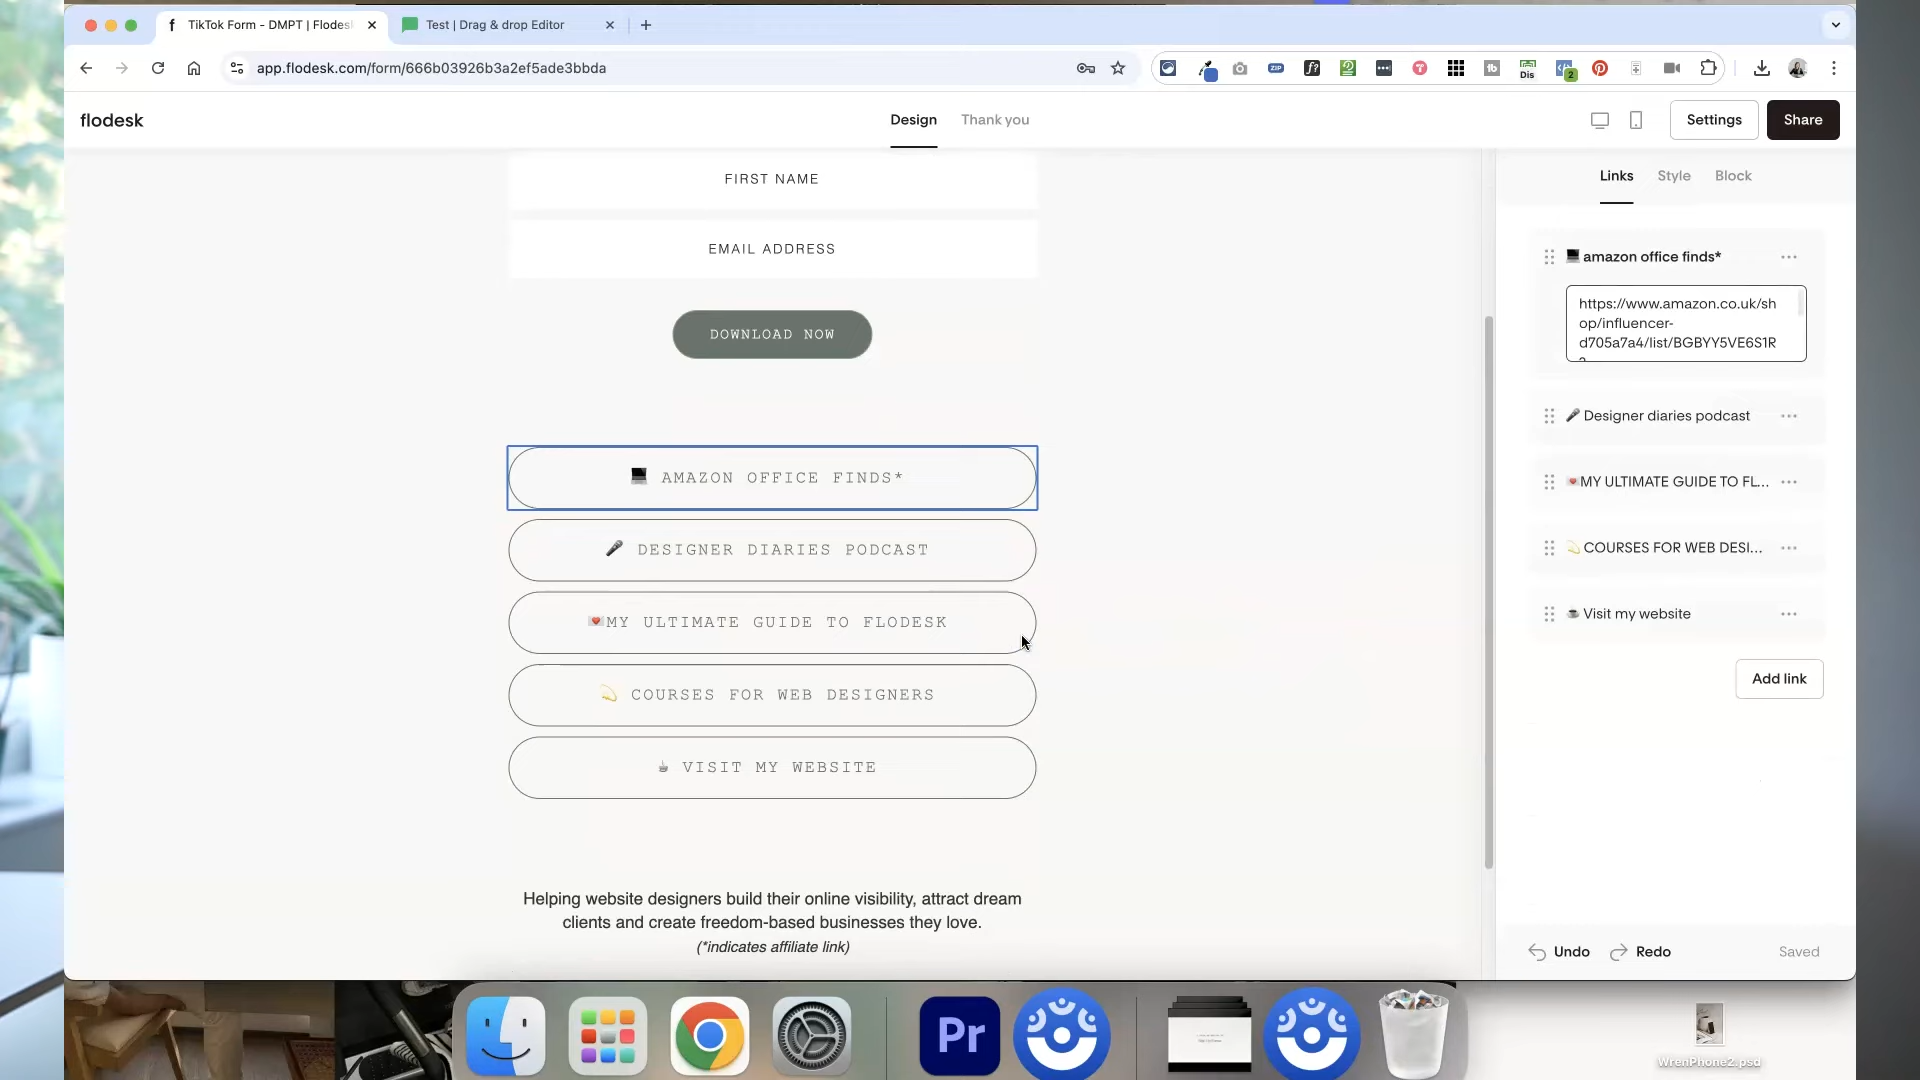 TikTok Form - DMPT | Flodes
Test | Drag & drop Editor
app.flodesk.com/form/666b03926b3a2ef5ade3bbda
flodesk
Design
Thank you
Settings
Share
FIRST NAME
EMAIL ADDRESS
DOWNLOAD NOW
AMAZON OFFICE FINDS*
DESIGNER DIARIES PODCAST
MY ULTIMATE GUIDE TO FLODESK
COURSES FOR WEB DESIGNERS
VISIT MY WEBSITE
Helping website designers build their online visibility, attract dream
clients and create freedom-based businesses they love.
(*indicates affiliate link)
Links
Style
Block
amazon office finds*
https://www.amazon.co.uk/sh
op/influencer-
d705a7a4/list/BGBYY5VE6S1R
Designer diaries podcast
MY ULTIMATE GUIDE TO FL...
COURSES FOR WEB DESI...
Visit my website
Add link
Undo
Redo
Saved
Pr
WrenPhone2.psd